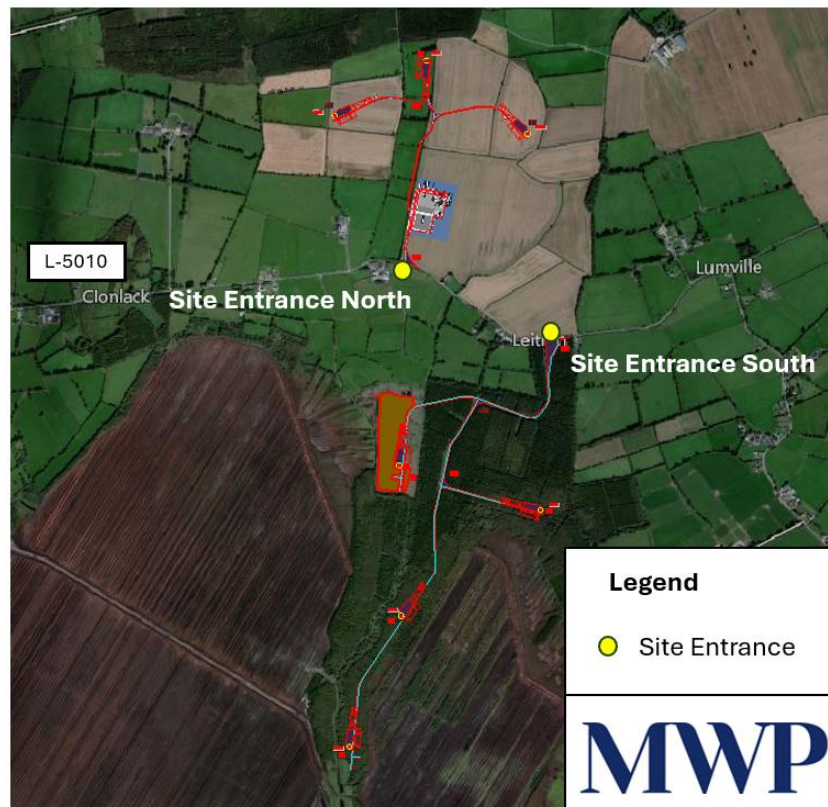 L-5010
Lumville
Clonlack
Site Entrance North
Site Entrance South
Legend
Site Entrance
MWP